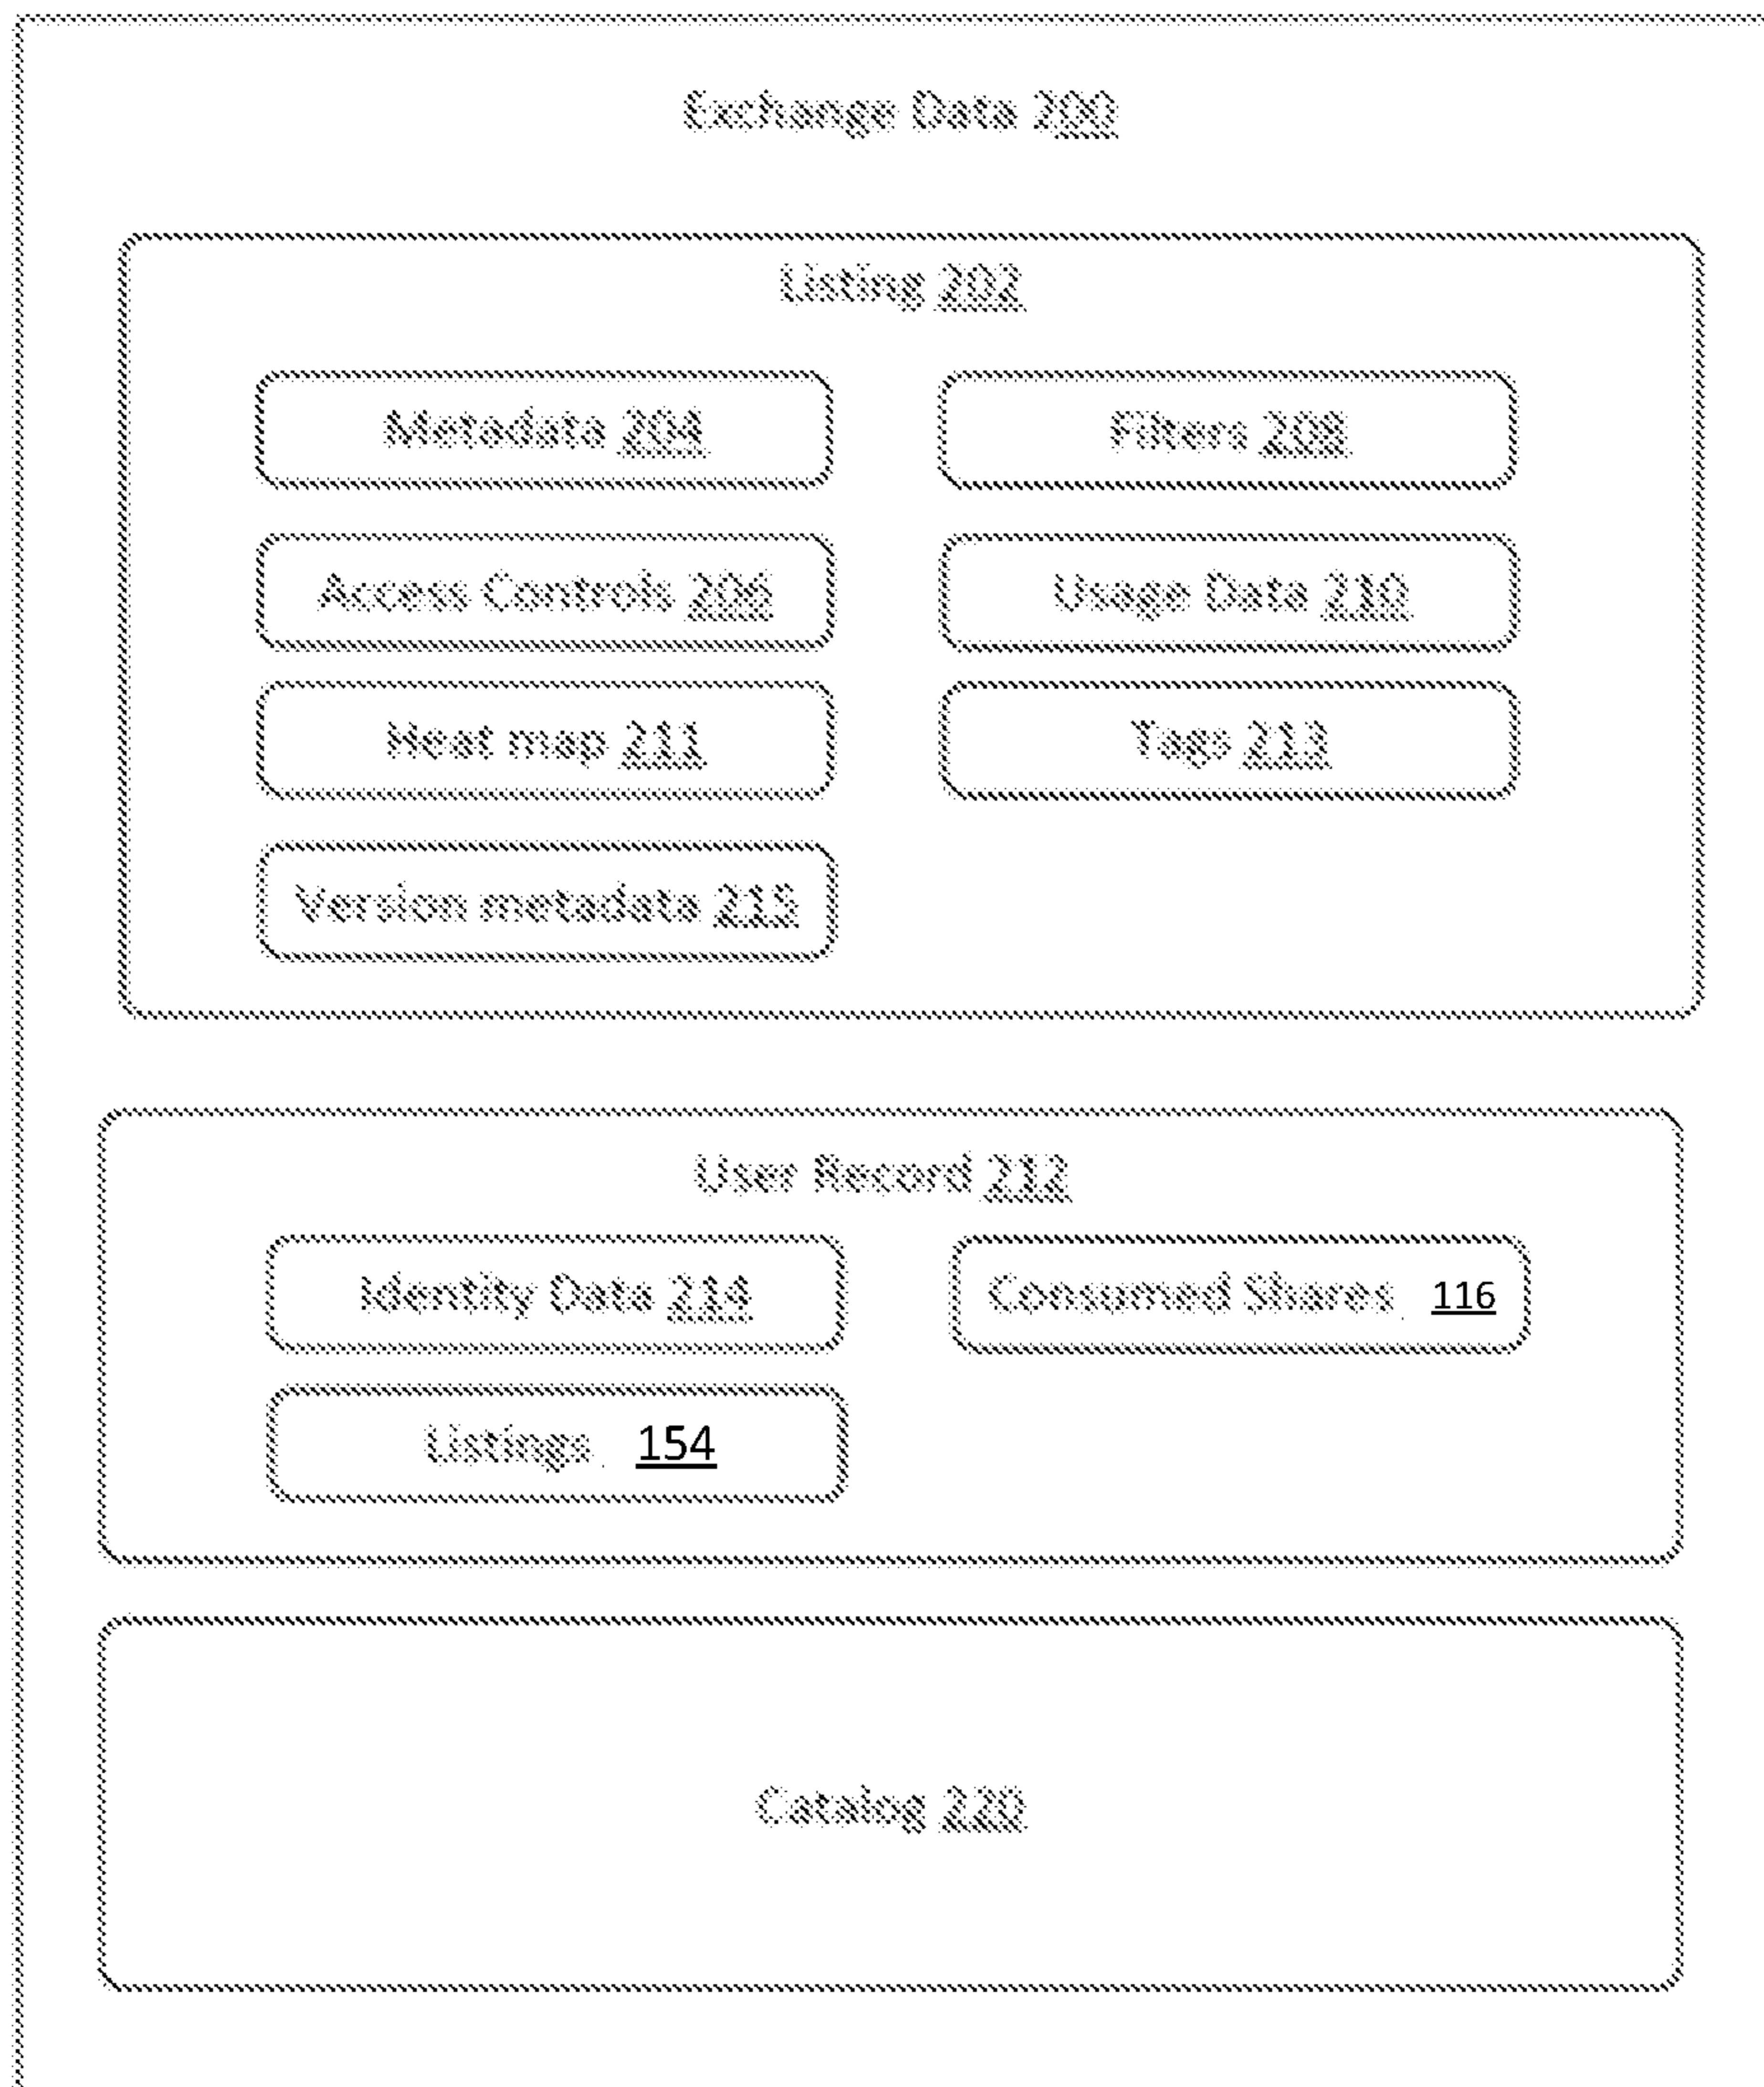 Exchange Data 200
Listing 202
Metadata 204
Filters 208
Access Controls 206
Usage Data 210
Heat map 211
Tags 213
Version metadata 215
User Record 212
Identity Data 214
Consumed Shares 116
Listings 154
Catalog 220